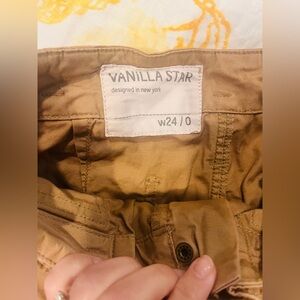 VANILLA STAR
designed in new york
w24 / 0